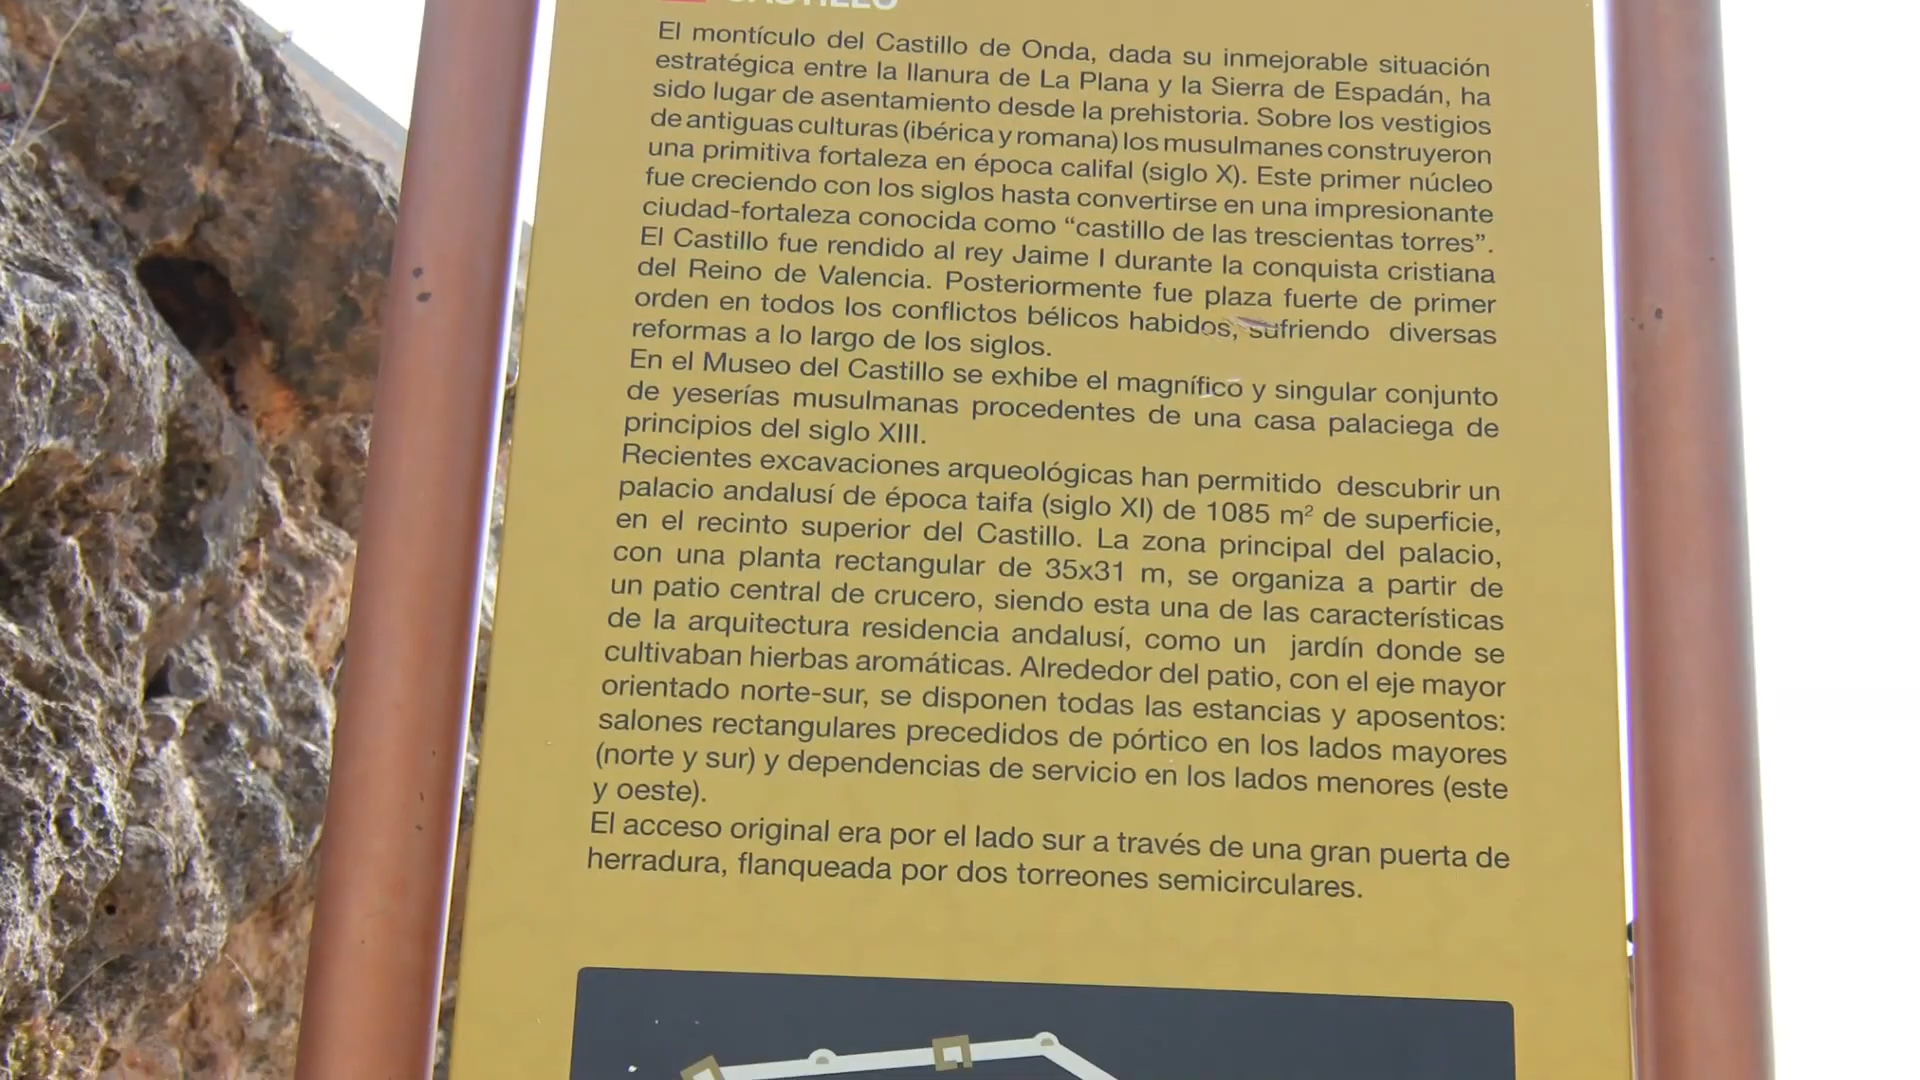 CASTILLO
El montículo del Castillo de Onda, dada su inmejorable situación
estratégica entre la llanura de La Plana y la Sierra de Espadán, ha
sido lugar de asentamiento desde la prehistoria. Sobre los vestigios
de antiguas culturas (ibérica y romana) los musulmanes construyeron
una primitiva fortaleza en época califal (siglo X). Este primer núcleo
fue creciendo con los siglos hasta convertirse en una impresionante
ciudad-fortaleza conocida como “castillo de las trescientas torres”.
El Castillo fue rendido al rey Jaime I durante la conquista cristiana
del Reino de Valencia. Posteriormente fue plaza fuerte de primer
orden en todos los conflictos bélicos habidos, sufriendo diversas
reformas a lo largo de los siglos.
En el Museo del Castillo se exhibe el magnífico y singular conjunto
de yeserías musulmanas procedentes de una casa palaciega de
principios del siglo XIII.
Recientes excavaciones arqueológicas han permitido descubrir un
palacio andalusí de época taifa (siglo XI) de 1085 m² de superficie,
en el recinto superior del Castillo. La zona principal del palacio,
con una planta rectangular de 35x31 m, se organiza a partir de
un patio central de crucero, siendo esta una de las características
de la arquitectura residencia andalusí, como un jardín donde se
cultivaban hierbas aromáticas. Alrededor del patio, con el eje mayor
orientado norte-sur, se disponen todas las estancias y aposentos:
salones rectangulares precedidos de pórtico en los lados mayores
(norte y sur) y dependencias de servicio en los lados menores (este
y oeste).
El acceso original era por el lado sur a través de una gran puerta de
herradura, flanqueada por dos torreones semicirculares.